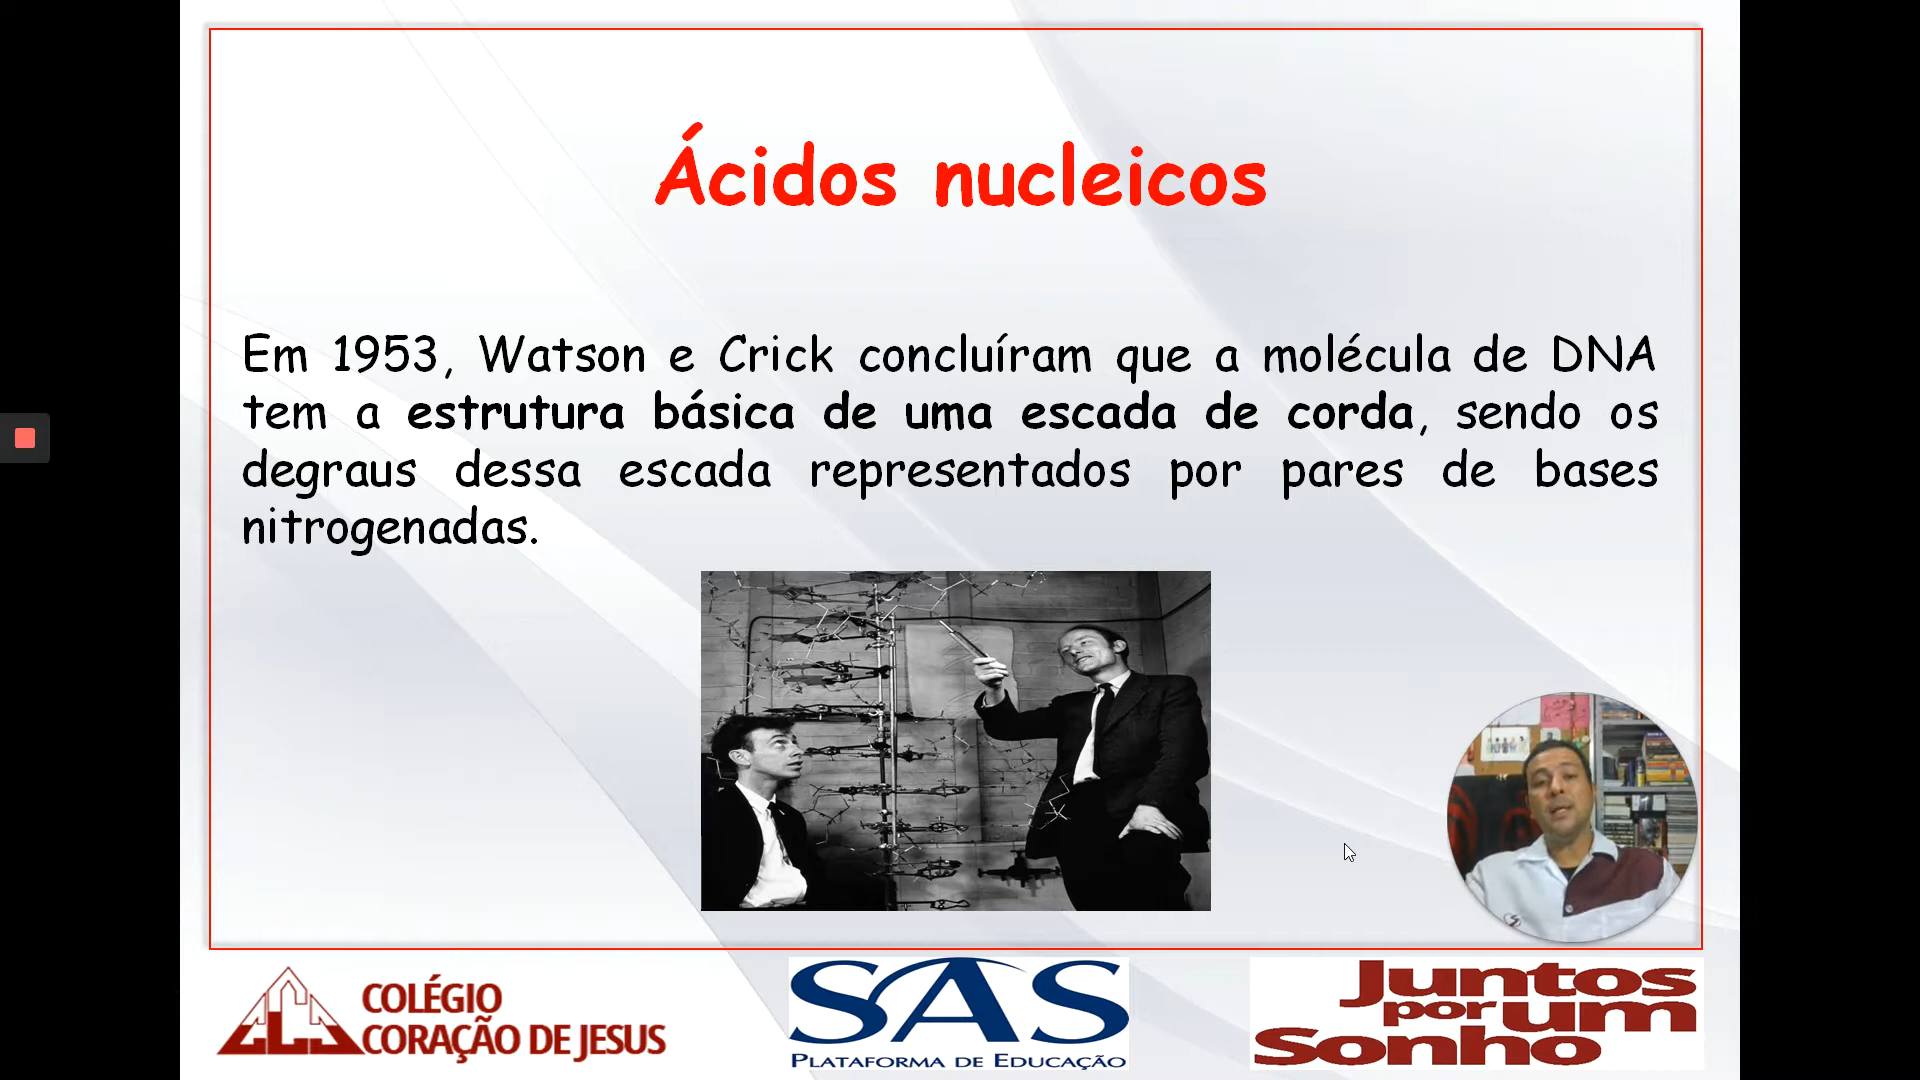 Ácidos nucleicos
Em 1953, Watson e Crick concluíram que a molécula de DNA
tem a estrutura básica de uma escada de corda, sendo os
degraus dessa escada representados por pares de bases
nitrogenadas.
COLÉGIO
CORAÇÃO DE JESUS
SAS
PLATAFORMA DE EDUCAÇÃO
Juntos
por um
Sonho